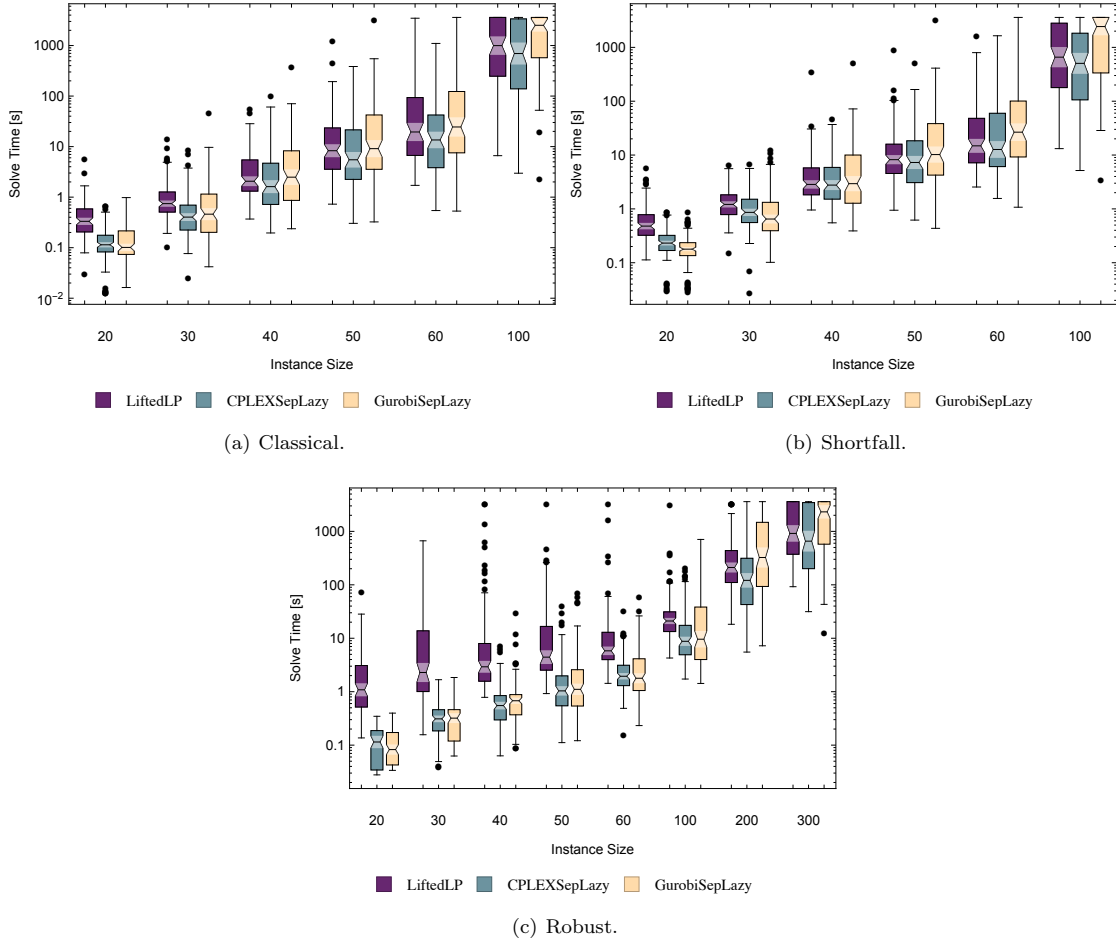 Solve Time [s]
1000
100
10
1
0.1
10⁻²
20 30 40 50 60 100
Instance Size
LiftedLP CPLEXSepLazy GurobiSepLazy
(a) Classical.
Solve Time [s]
1000
100
10
1
0.1
20 30 40 50 60 100
Instance Size
LiftedLP CPLEXSepLazy GurobiSepLazy
(b) Shortfall.
Solve Time [s]
1000
100
10
1
0.1
20 30 40 50 60 100 200 300
Instance Size
LiftedLP CPLEXSepLazy GurobiSepLazy
(c) Robust.